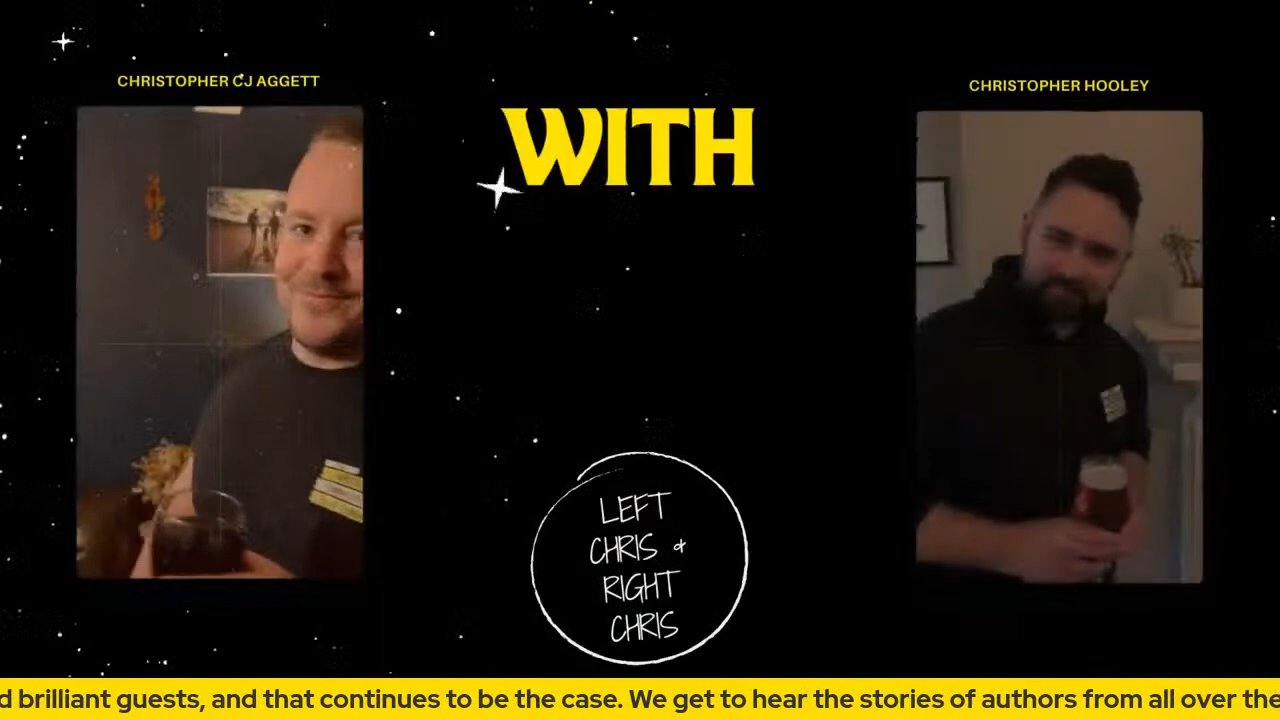 CHRISTOPHER CJ AGGETT
CHRISTOPHER HOOLEY
WITH
LEFT
CHRIS &
RIGHT
CHRIS
d brilliant guests, and that continues to be the case. We get to hear the stories of authors from all over the